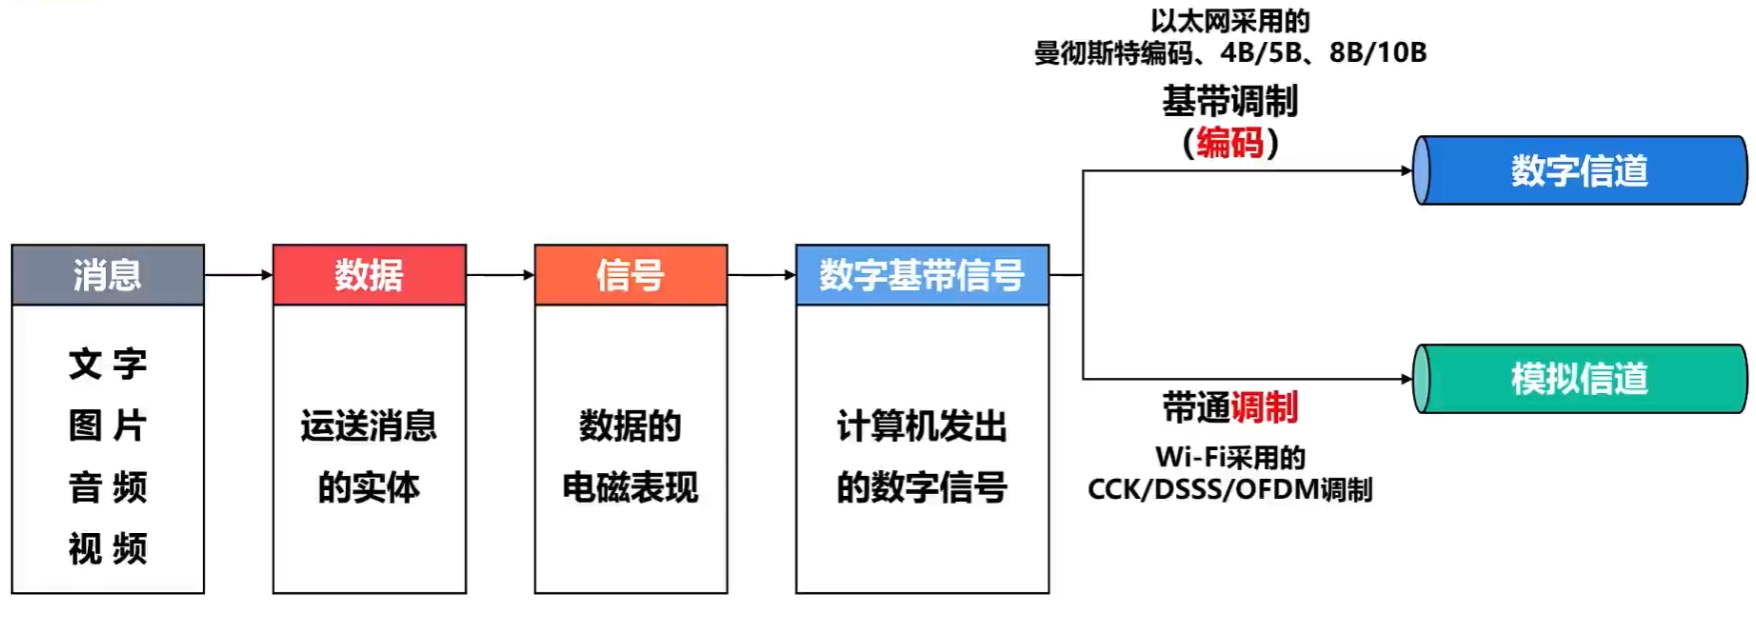 以太网采用的
曼彻斯特编码、4B/5B、8B/10B
基带调制
（编码）
数字信道
消息
数据
信号
数字基带信号
文 字
图 片
音 频
视 频
运送消息
的实体
数据的
电磁表现
计算机发出
的数字信号
模拟信道
带通调制
Wi-Fi采用的
CCK/DSSS/OFDM调制